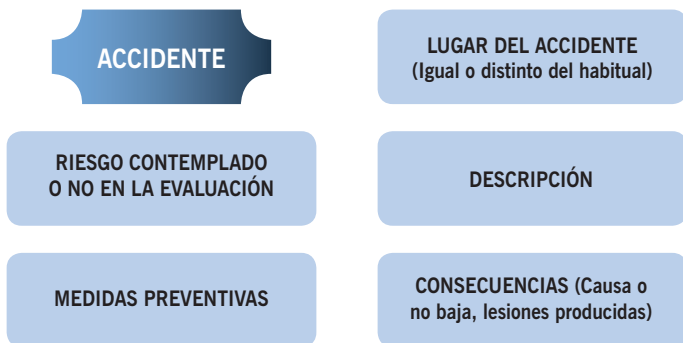 ACCIDENTE
LUGAR DEL ACCIDENTE
(Igual o distinto del habitual)
RIESGO CONTEMPLADO
O NO EN LA EVALUACIÓN
DESCRIPCIÓN
MEDIDAS PREVENTIVAS
CONSECUENCIAS (Causa o
no baja, lesiones producidas)